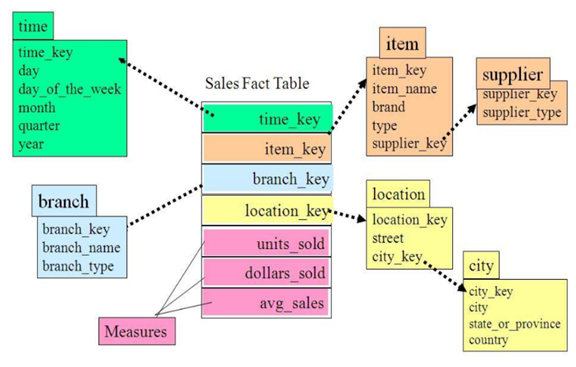 time
time_key
day
day_of_the_week
month
quarter
year
Sales Fact Table
time_key
item_key
branch_key
location_key
units_sold
dollars_sold
avg_sales
Measures
branch
branch_key
branch_name
branch_type
item
item_key
item_name
brand
type
supplier_key
supplier
supplier_key
supplier_type
location
location_key
street
city_key
city
city_key
city
state_or_province
country